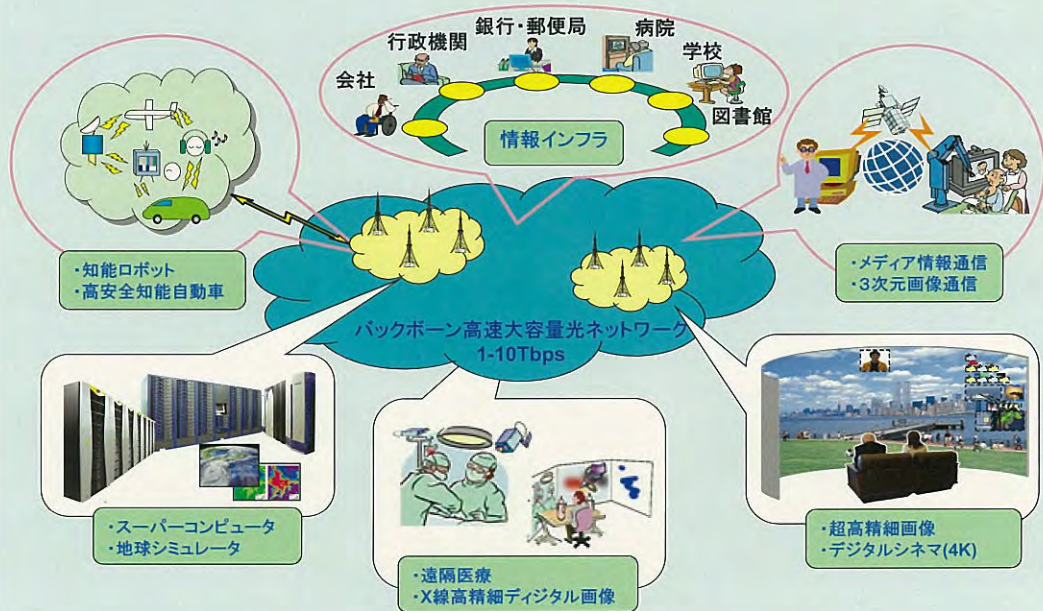 銀行・郵便局
病院
行政機関
学校
会社
図書館
情報インフラ
・知能ロボット
・高安全知能自動車
・メディア情報通信
・3次元画像通信
バックボーン高速大容量光ネットワーク
1-10Tbps
・スーパーコンピュータ
・地球シミュレータ
・遠隔医療
・X線高精細ディジタル画像
・超高精細画像
・デジタルシネマ(4K)